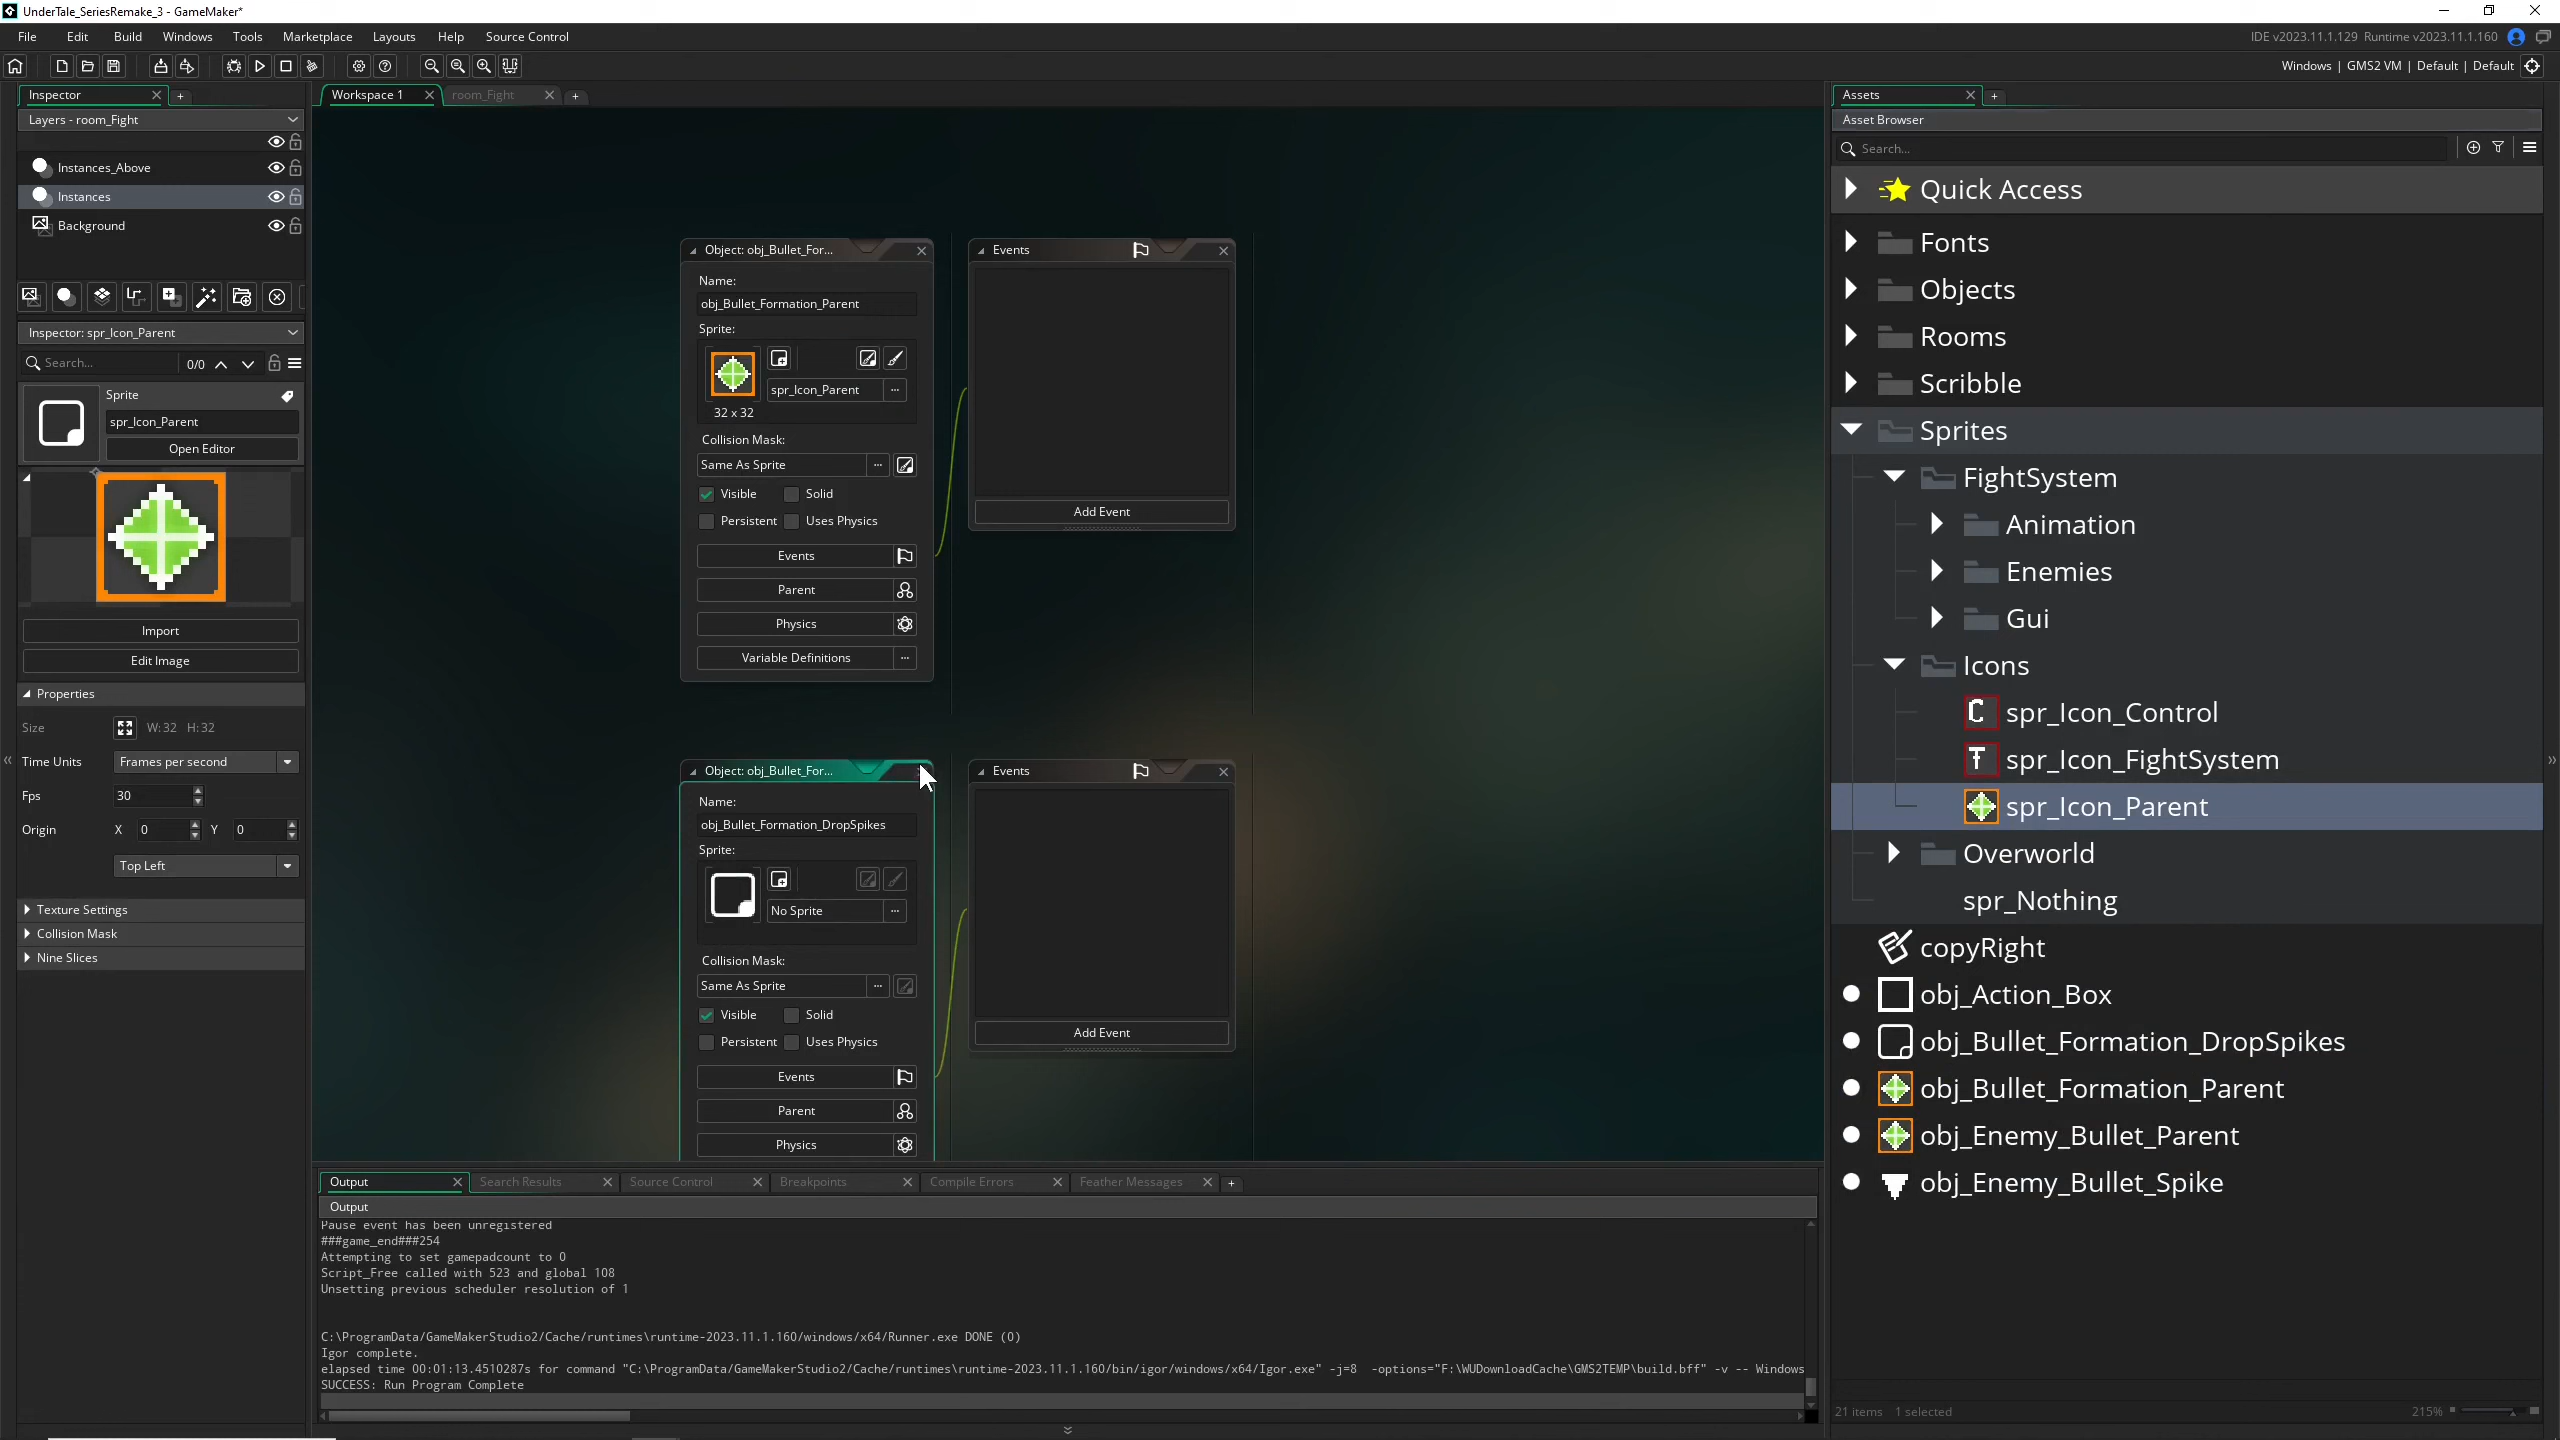 UnderTale_SeriesRemake_3 - GameMaker*
File Edit Build Windows Tools Marketplace Layouts Help Source Control
IDE v2023.11.1.129 Runtime v2023.11.1.160
Windows | GMS2 VM | Default | Default
Inspector
Layers - room_Fight
Instances_Above
Instances
Background
Inspector: spr_Icon_Parent
Search... 0/0
Sprite
spr_Icon_Parent
Open Editor
Import
Edit Image
Properties
Size W:32 H:32
Time Units Frames per second
Fps 30
Origin X 0 Y 0
Top Left
Texture Settings
Collision Mask
Nine Slices
Workspace 1 room_Fight
Object: obj_Bullet_For...
Name:
obj_Bullet_Formation_Parent
Sprite:
spr_Icon_Parent
32 x 32
Collision Mask:
Same As Sprite
Visible Solid
Persistent Uses Physics
Events
Parent
Physics
Variable Definitions
Events
Add Event
Object: obj_Bullet_For...
Name:
obj_Bullet_Formation_DropSpikes
Sprite:
No Sprite
Collision Mask:
Same As Sprite
Visible Solid
Persistent Uses Physics
Events
Parent
Physics
Events
Add Event
Output Search Results Source Control Breakpoints Compile Errors Feather Messages
Output
Pause event has been unregistered
###game_end###254
Attempting to set gamepadcount to 0
Script_Free called with 523 and global 108
Unsetting previous scheduler resolution of 1
C:\ProgramData/GameMakerStudio2/Cache/runtimes\runtime-2023.11.1.160/windows/x64/Runner.exe DONE (0)
Igor complete.
elapsed time 00:01:13.4510287s for command "C:\ProgramData/GameMakerStudio2/Cache/runtimes\runtime-2023.11.1.160/bin/igor/windows/x64/Igor.exe" -j=8 -options="F:\WUDownloadCache\GMS2TEMP\build.bff" -v -- Windows
SUCCESS: Run Program Complete
Assets
Asset Browser
Search...
Quick Access
Fonts
Objects
Rooms
Scribble
Sprites
FightSystem
Animation
Enemies
Gui
Icons
spr_Icon_Control
spr_Icon_FightSystem
spr_Icon_Parent
Overworld
spr_Nothing
copyRight
obj_Action_Box
obj_Bullet_Formation_DropSpikes
obj_Bullet_Formation_Parent
obj_Enemy_Bullet_Parent
obj_Enemy_Bullet_Spike
21 items 1 selected 215%